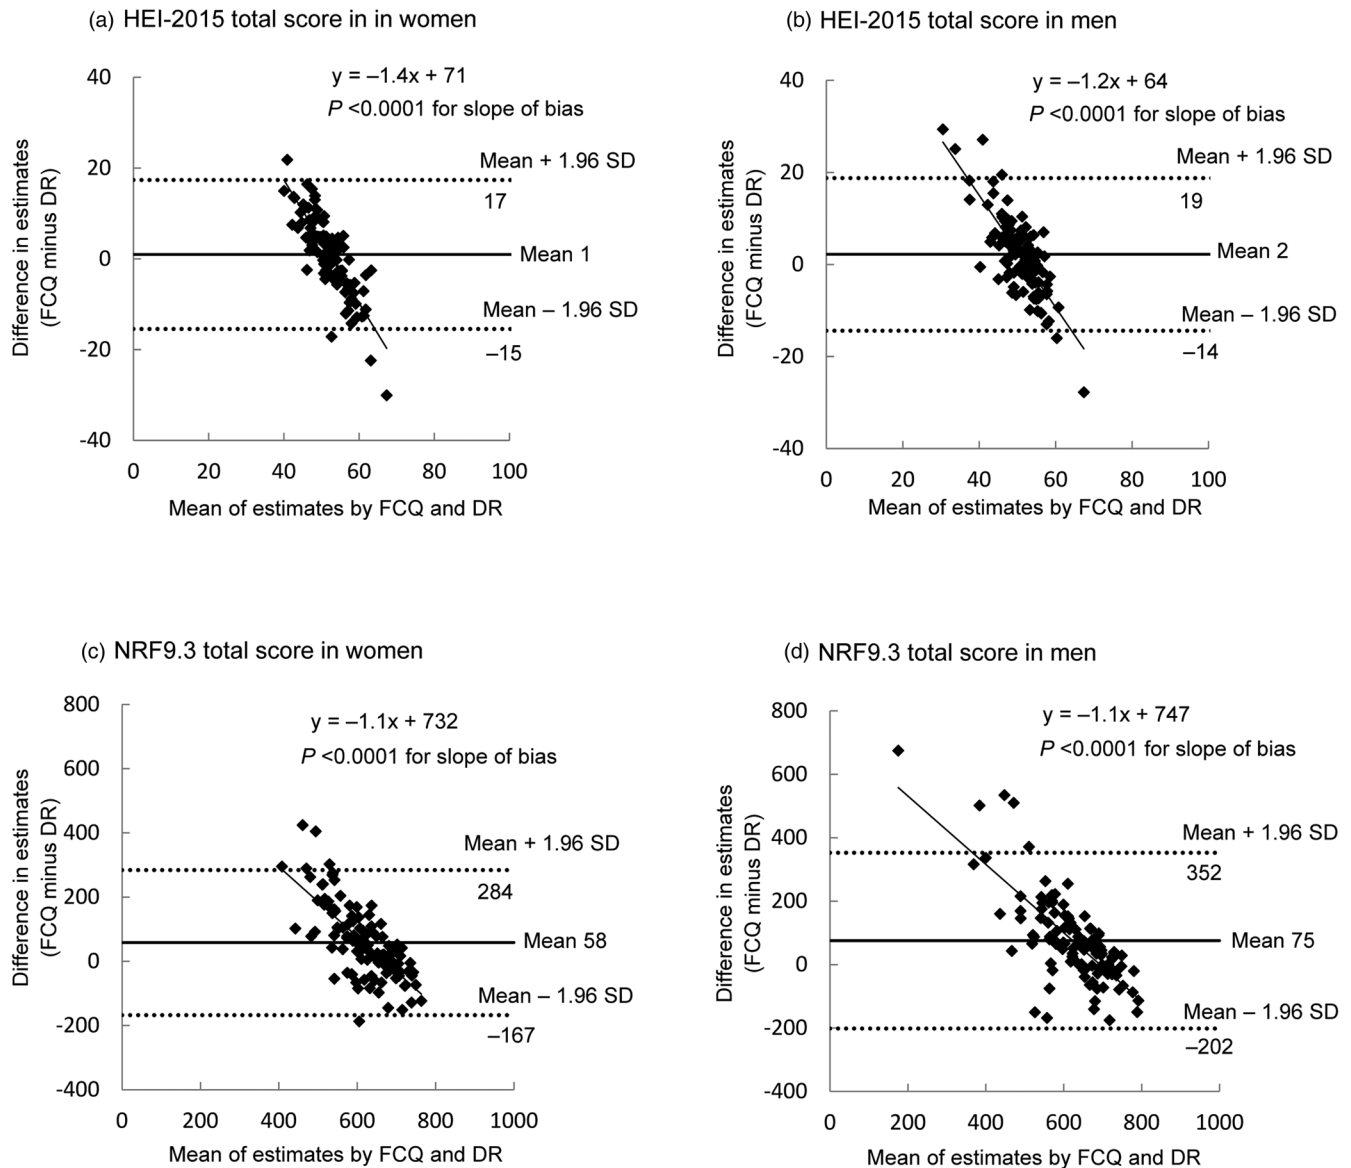 (a) HEI-2015 total score in in women
y = –1.4x + 71
P <0.0001 for slope of bias
Difference in estimates
(FCQ minus DR)
40
20
0
-20
-40
Mean + 1.96 SD
17
Mean 1
Mean – 1.96 SD
–15
0 20 40 60 80 100
Mean of estimates by FCQ and DR
(b) HEI-2015 total score in men
y = –1.2x + 64
P <0.0001 for slope of bias
Difference in estimates
(FCQ minus DR)
40
20
0
-20
-40
Mean + 1.96 SD
19
Mean 2
Mean – 1.96 SD
–14
0 20 40 60 80 100
Mean of estimates by FCQ and DR
(c) NRF9.3 total score in women
y = –1.1x + 732
P <0.0001 for slope of bias
Difference in estimates
(FCQ minus DR)
800
600
400
200
0
-200
-400
Mean + 1.96 SD
284
Mean 58
Mean – 1.96 SD
–167
0 200 400 600 800 1000
Mean of estimates by FCQ and DR
(d) NRF9.3 total score in men
y = –1.1x + 747
P <0.0001 for slope of bias
Difference in estimates
(FCQ minus DR)
800
600
400
200
0
-200
-400
Mean + 1.96 SD
352
Mean 75
Mean – 1.96 SD
–202
0 200 400 600 800 1000
Mean of estimates by FCQ and DR